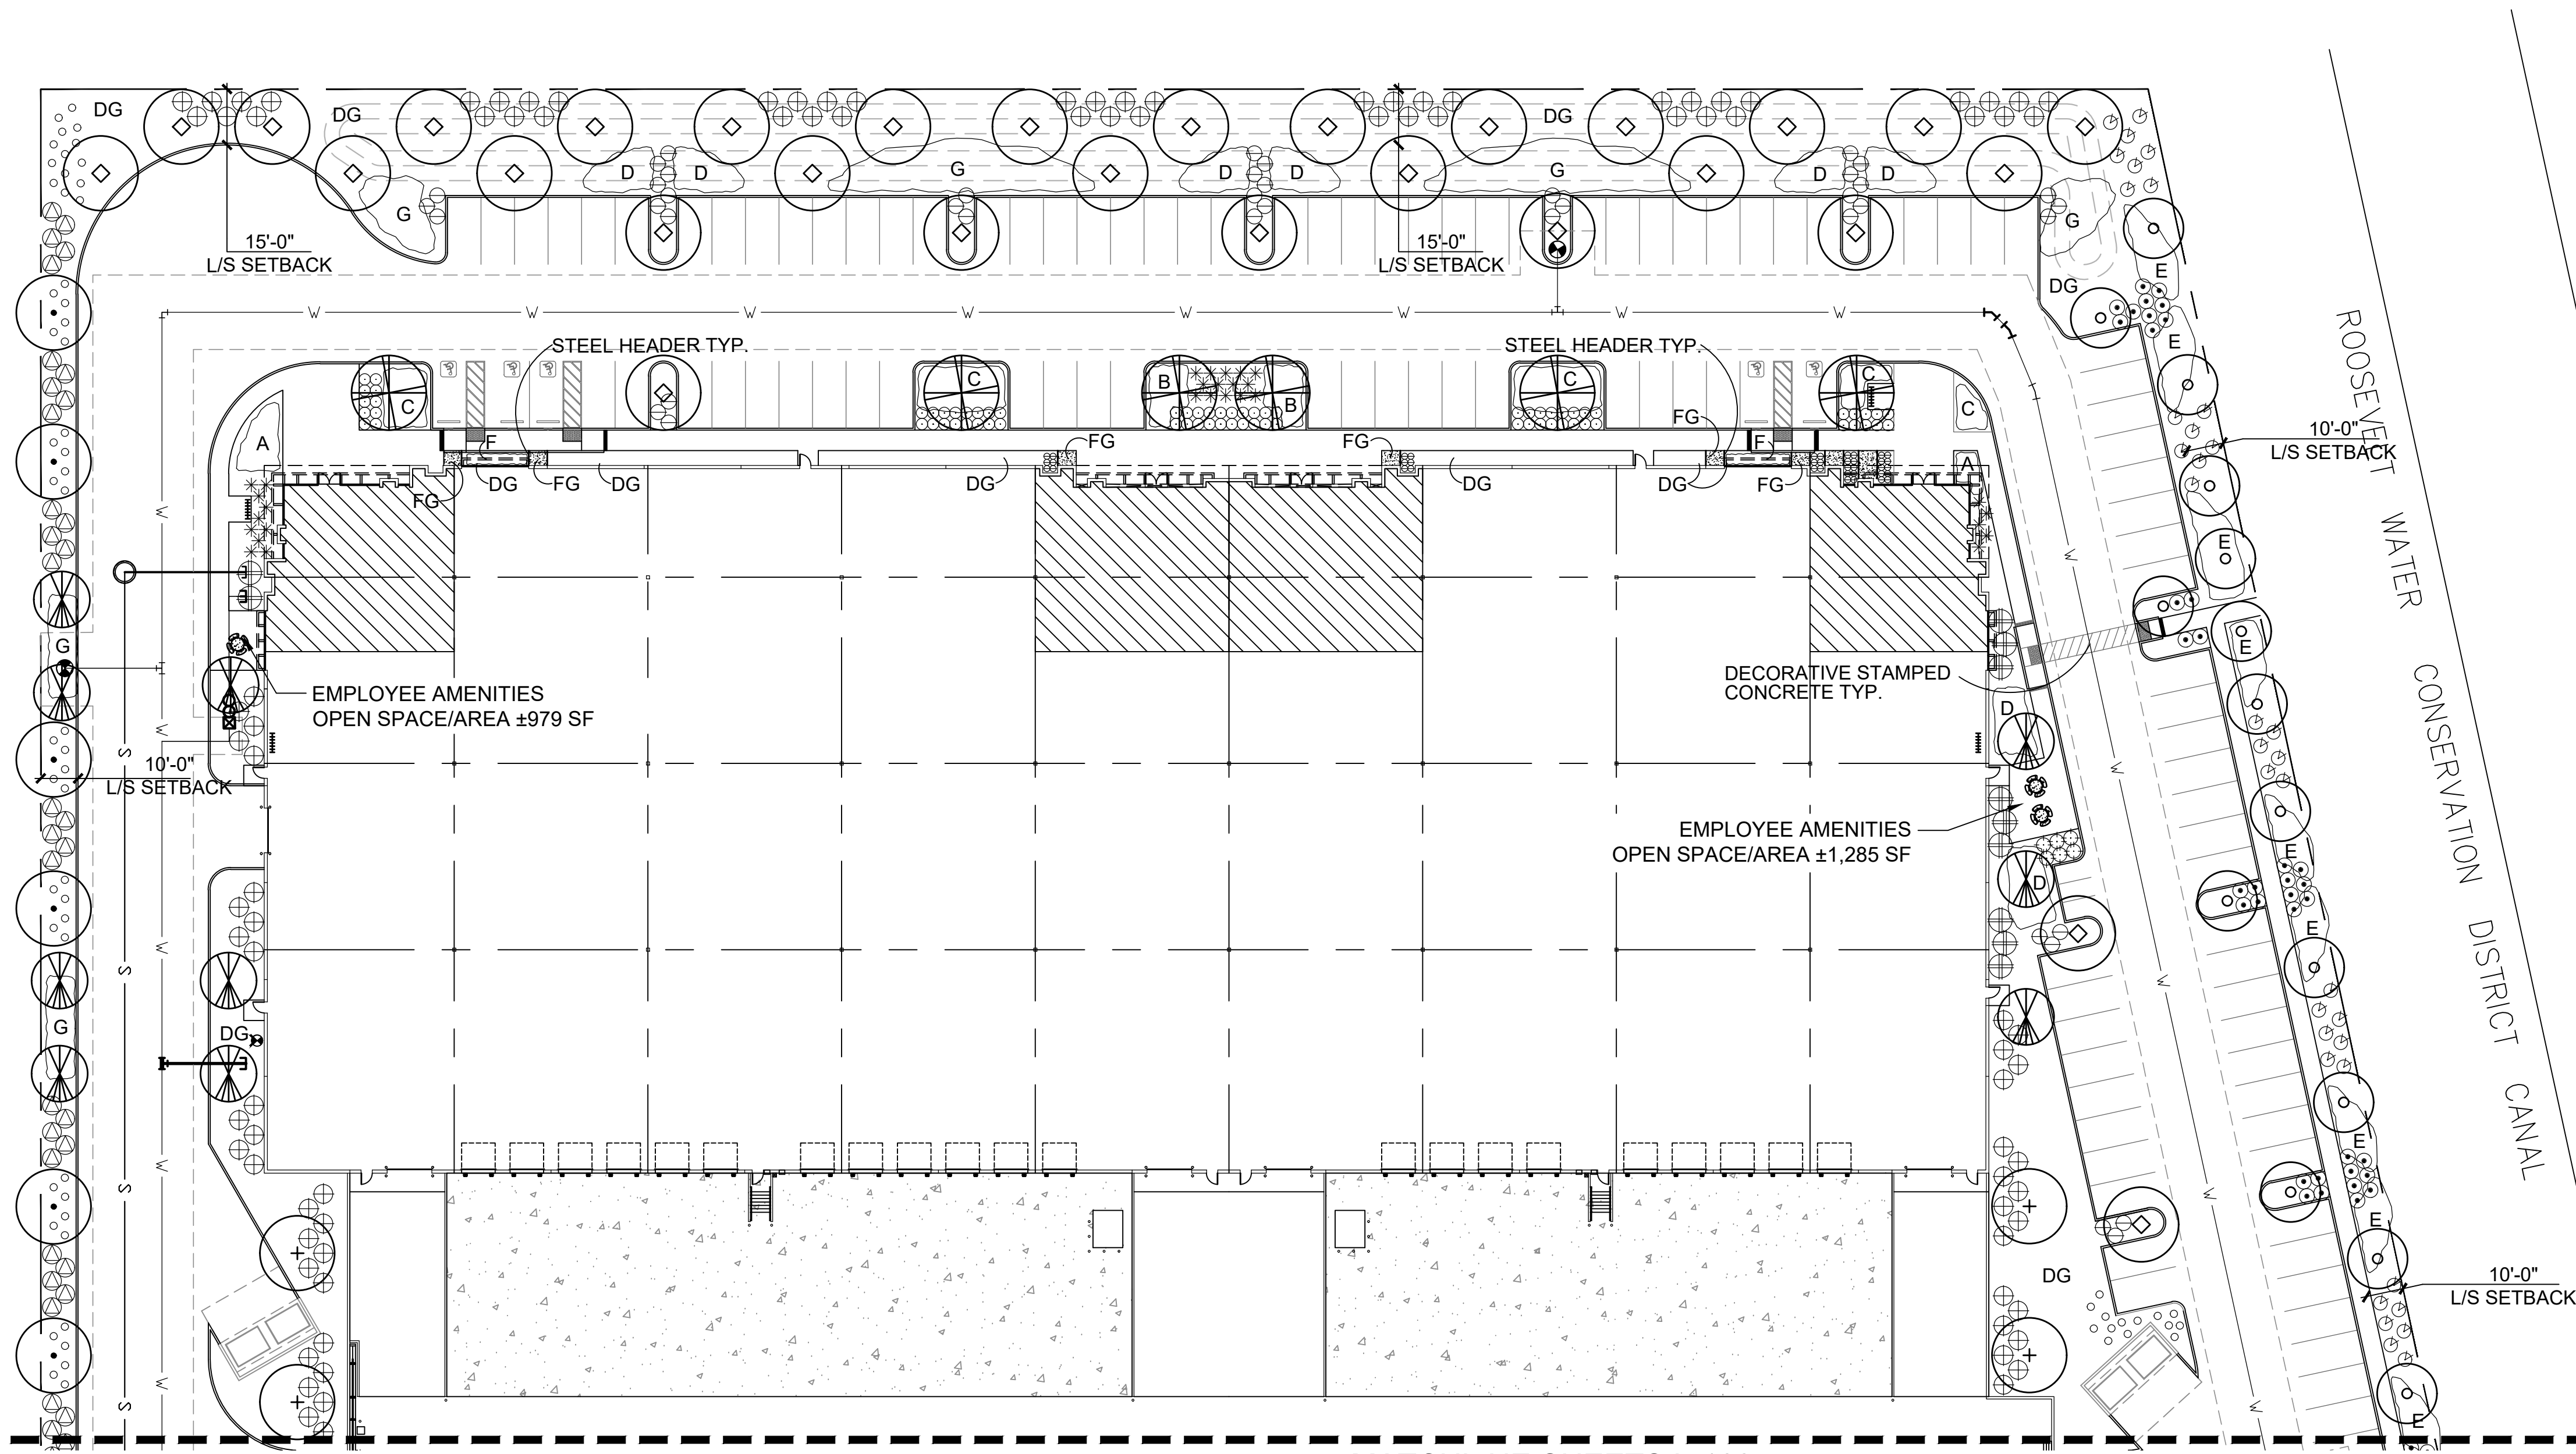 DG
DG
DG
D
D
G
D
D
G
D
D
G
G
15'-0"
L/S SETBACK
15'-0"
L/S SETBACK
E
DG
W
W
W
W
W
W
W
W
E
STEEL HEADER TYP.
STEEL HEADER TYP.
C
C
B
B
C
C
C
A
F
FG
FG
FG
F
A
FG
DG
FG
DG
DG
DG
DG
FG
10'-0"
L/S SETBACK
ROOSEVELT WATER CONSERVATION DISTRICT CANAL
W
W
E
G
E
EMPLOYEE AMENITIES
OPEN SPACE/AREA ±979 SF
DECORATIVE STAMPED
CONCRETE TYP.
D
S
W
10'-0"
L/S SETBACK
EMPLOYEE AMENITIES
OPEN SPACE/AREA ±1,285 SF
E
D
E
S
W
W
G
DG
E
S
W
W
E
DG
10'-0"
L/S SETBACK
S
W
W
E